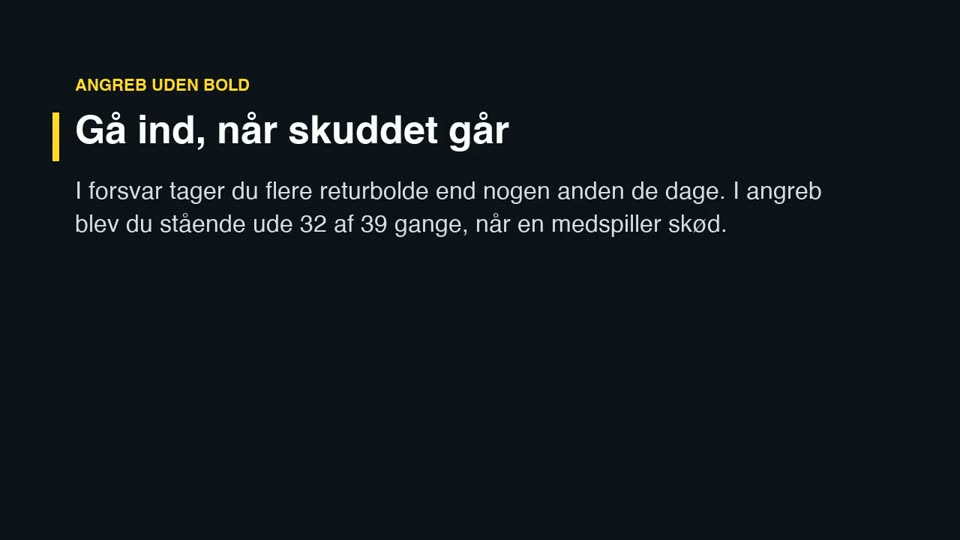 ANGREB UDEN BOLD
Gå ind, når skuddet går
I forsvar tager du flere returbolde end nogen anden de dage. I angreb
blev du stående ude 32 af 39 gange, når en medspiller skød.